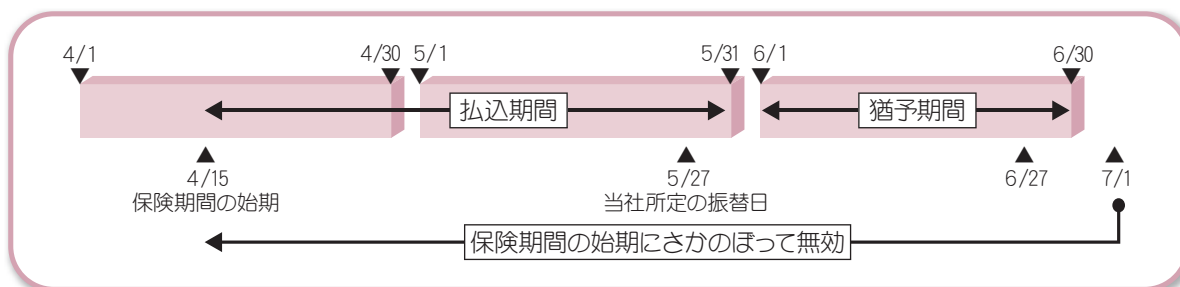 4/1 4/30 5/1 5/31 6/1 6/30
払込期間 猶予期間
4/15 5/27 6/27 7/1
保険期間の始期 当社所定の振替日
保険期間の始期にさかのぼって無効